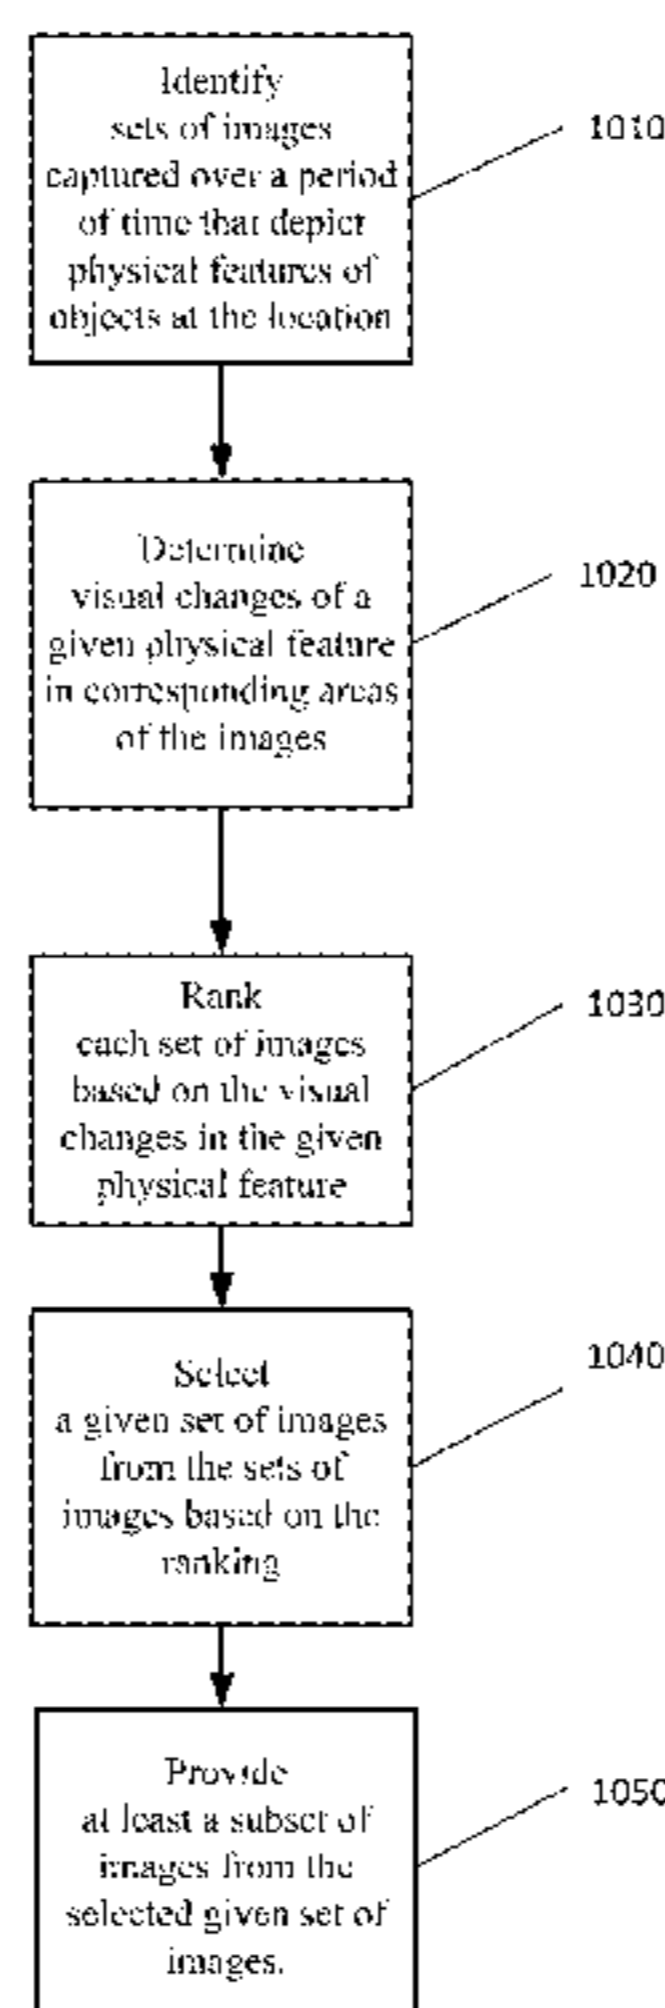 Identify
sets of images
captured over a period
of time that depict
physical features of
objects at the location
1010
Determine
visual changes of a
given physical feature
in corresponding areas
of the images
1020
Rank
each set of images
based on the visual
changes in the given
physical feature
1030
Select
a given set of images
from the sets of
images based on the
ranking
1040
Provide
at least a subset of
images from the
selected given set of
images.
1050